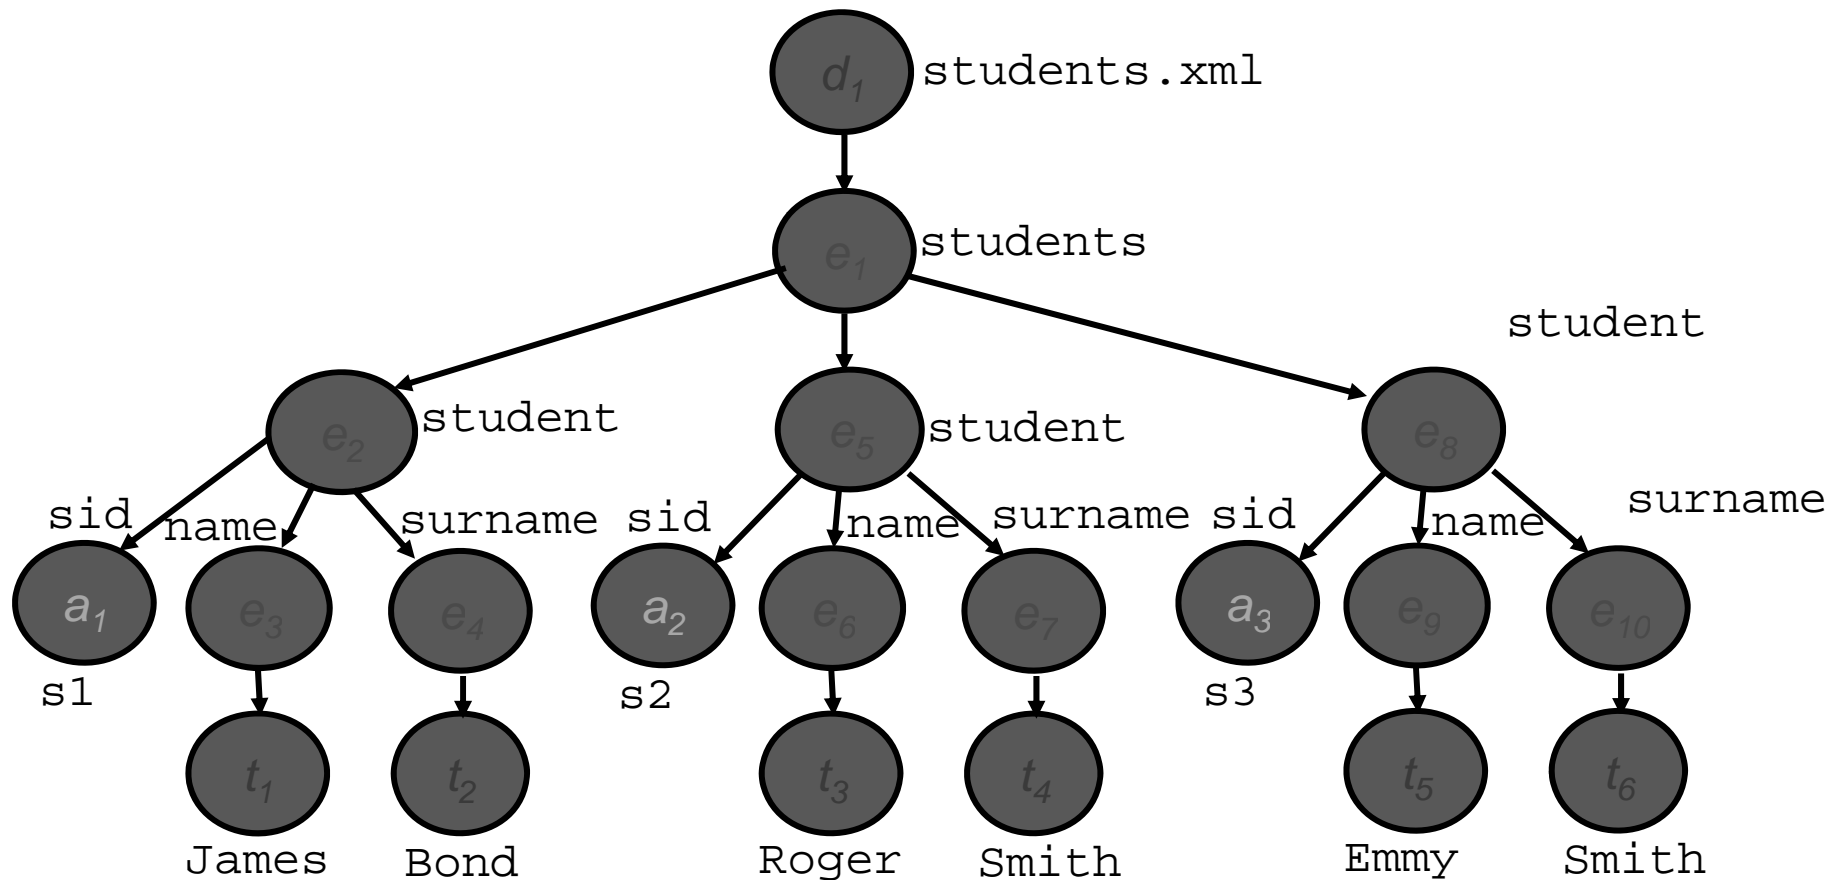 d1 students.xml
e1 students
student
e2 student e5 student e8
sid name surname sid name surname sid name surname
a1 e3 e4 a2 e6 e7 a3 e9 e10
s1 s2 s3
t1 t2 t3 t4 t5 t6
James Bond Roger Smith Emmy Smith